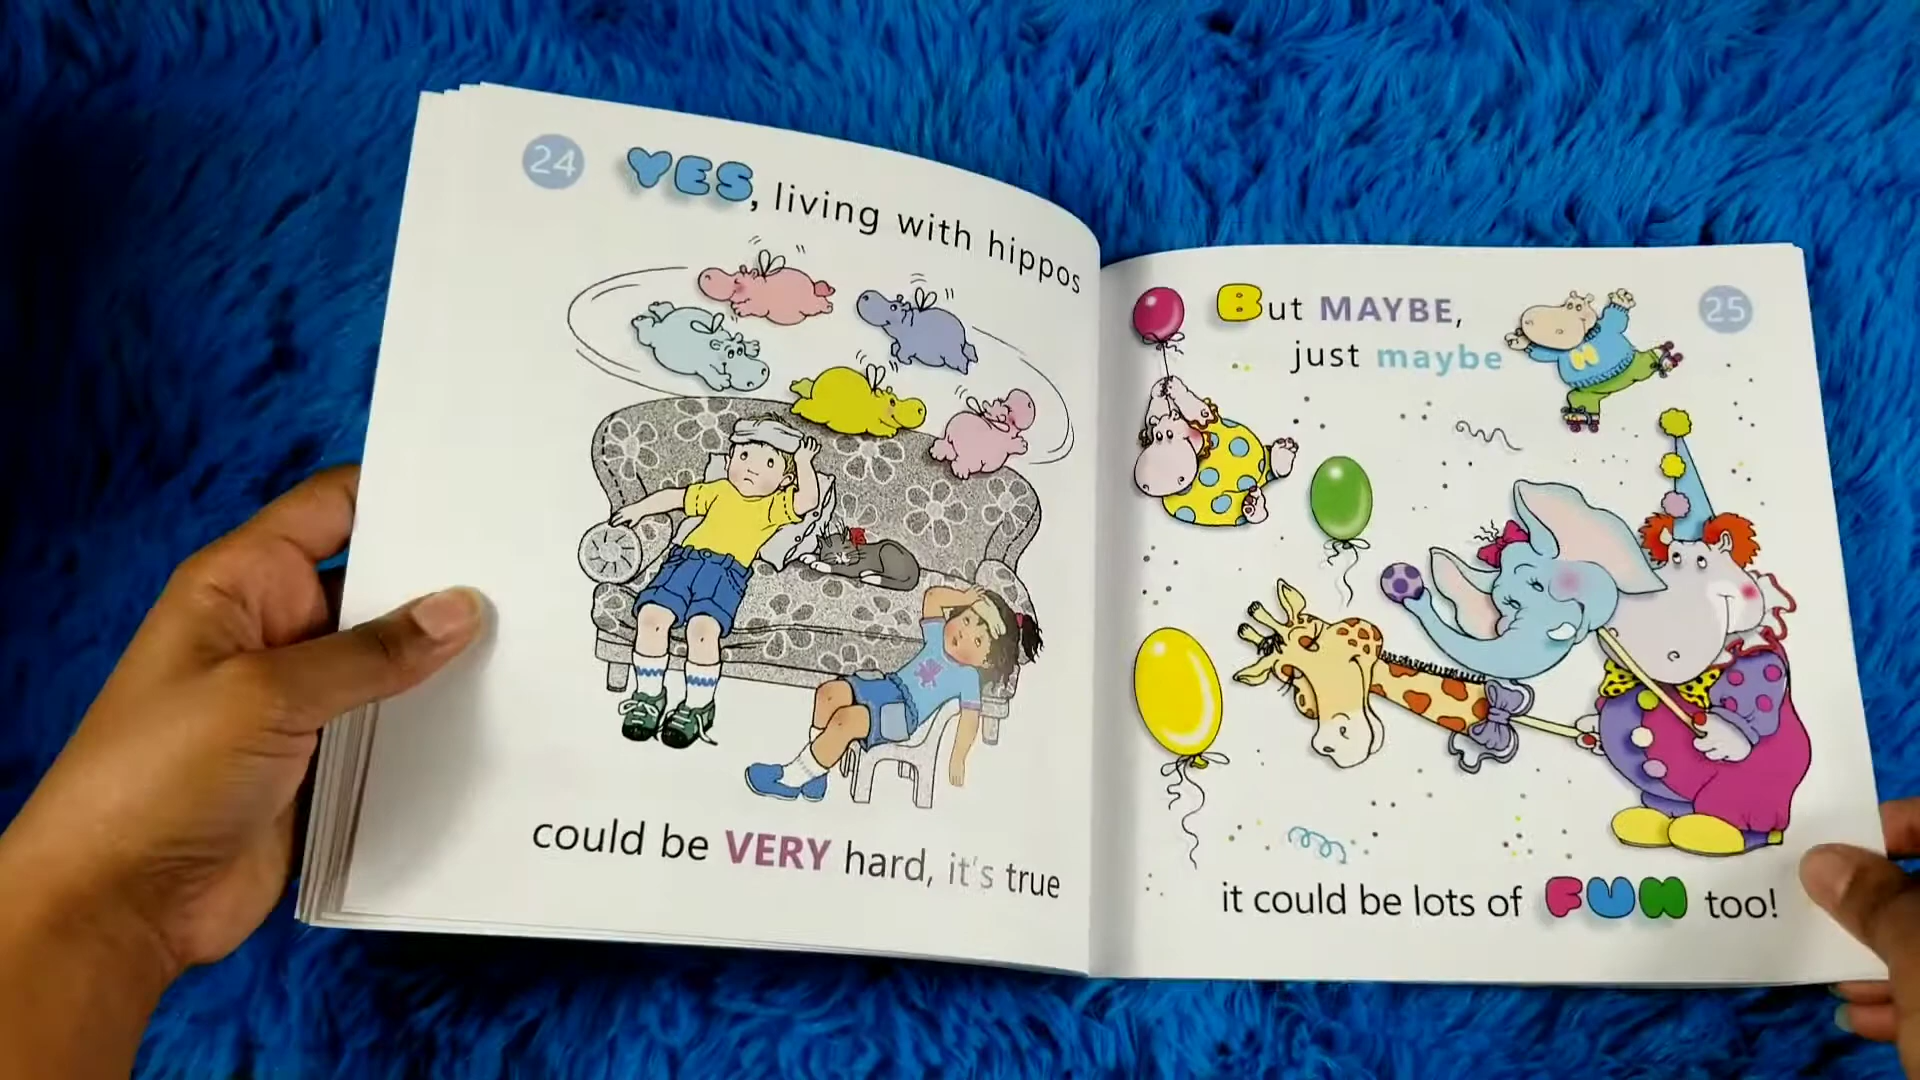 24
YES, living with hippos
could be VERY hard, it's true
25
But MAYBE,
just maybe
H
it could be lots of FUN too!